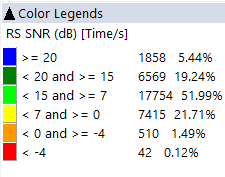 Color Legends
RS SNR (dB) [Time/s]
>= 20 1858 5.44%
< 20 and >= 15 6569 19.24%
< 15 and >= 7 17754 51.99%
< 7 and >= 0 7415 21.71%
< 0 and >= -4 510 1.49%
< -4 42 0.12%